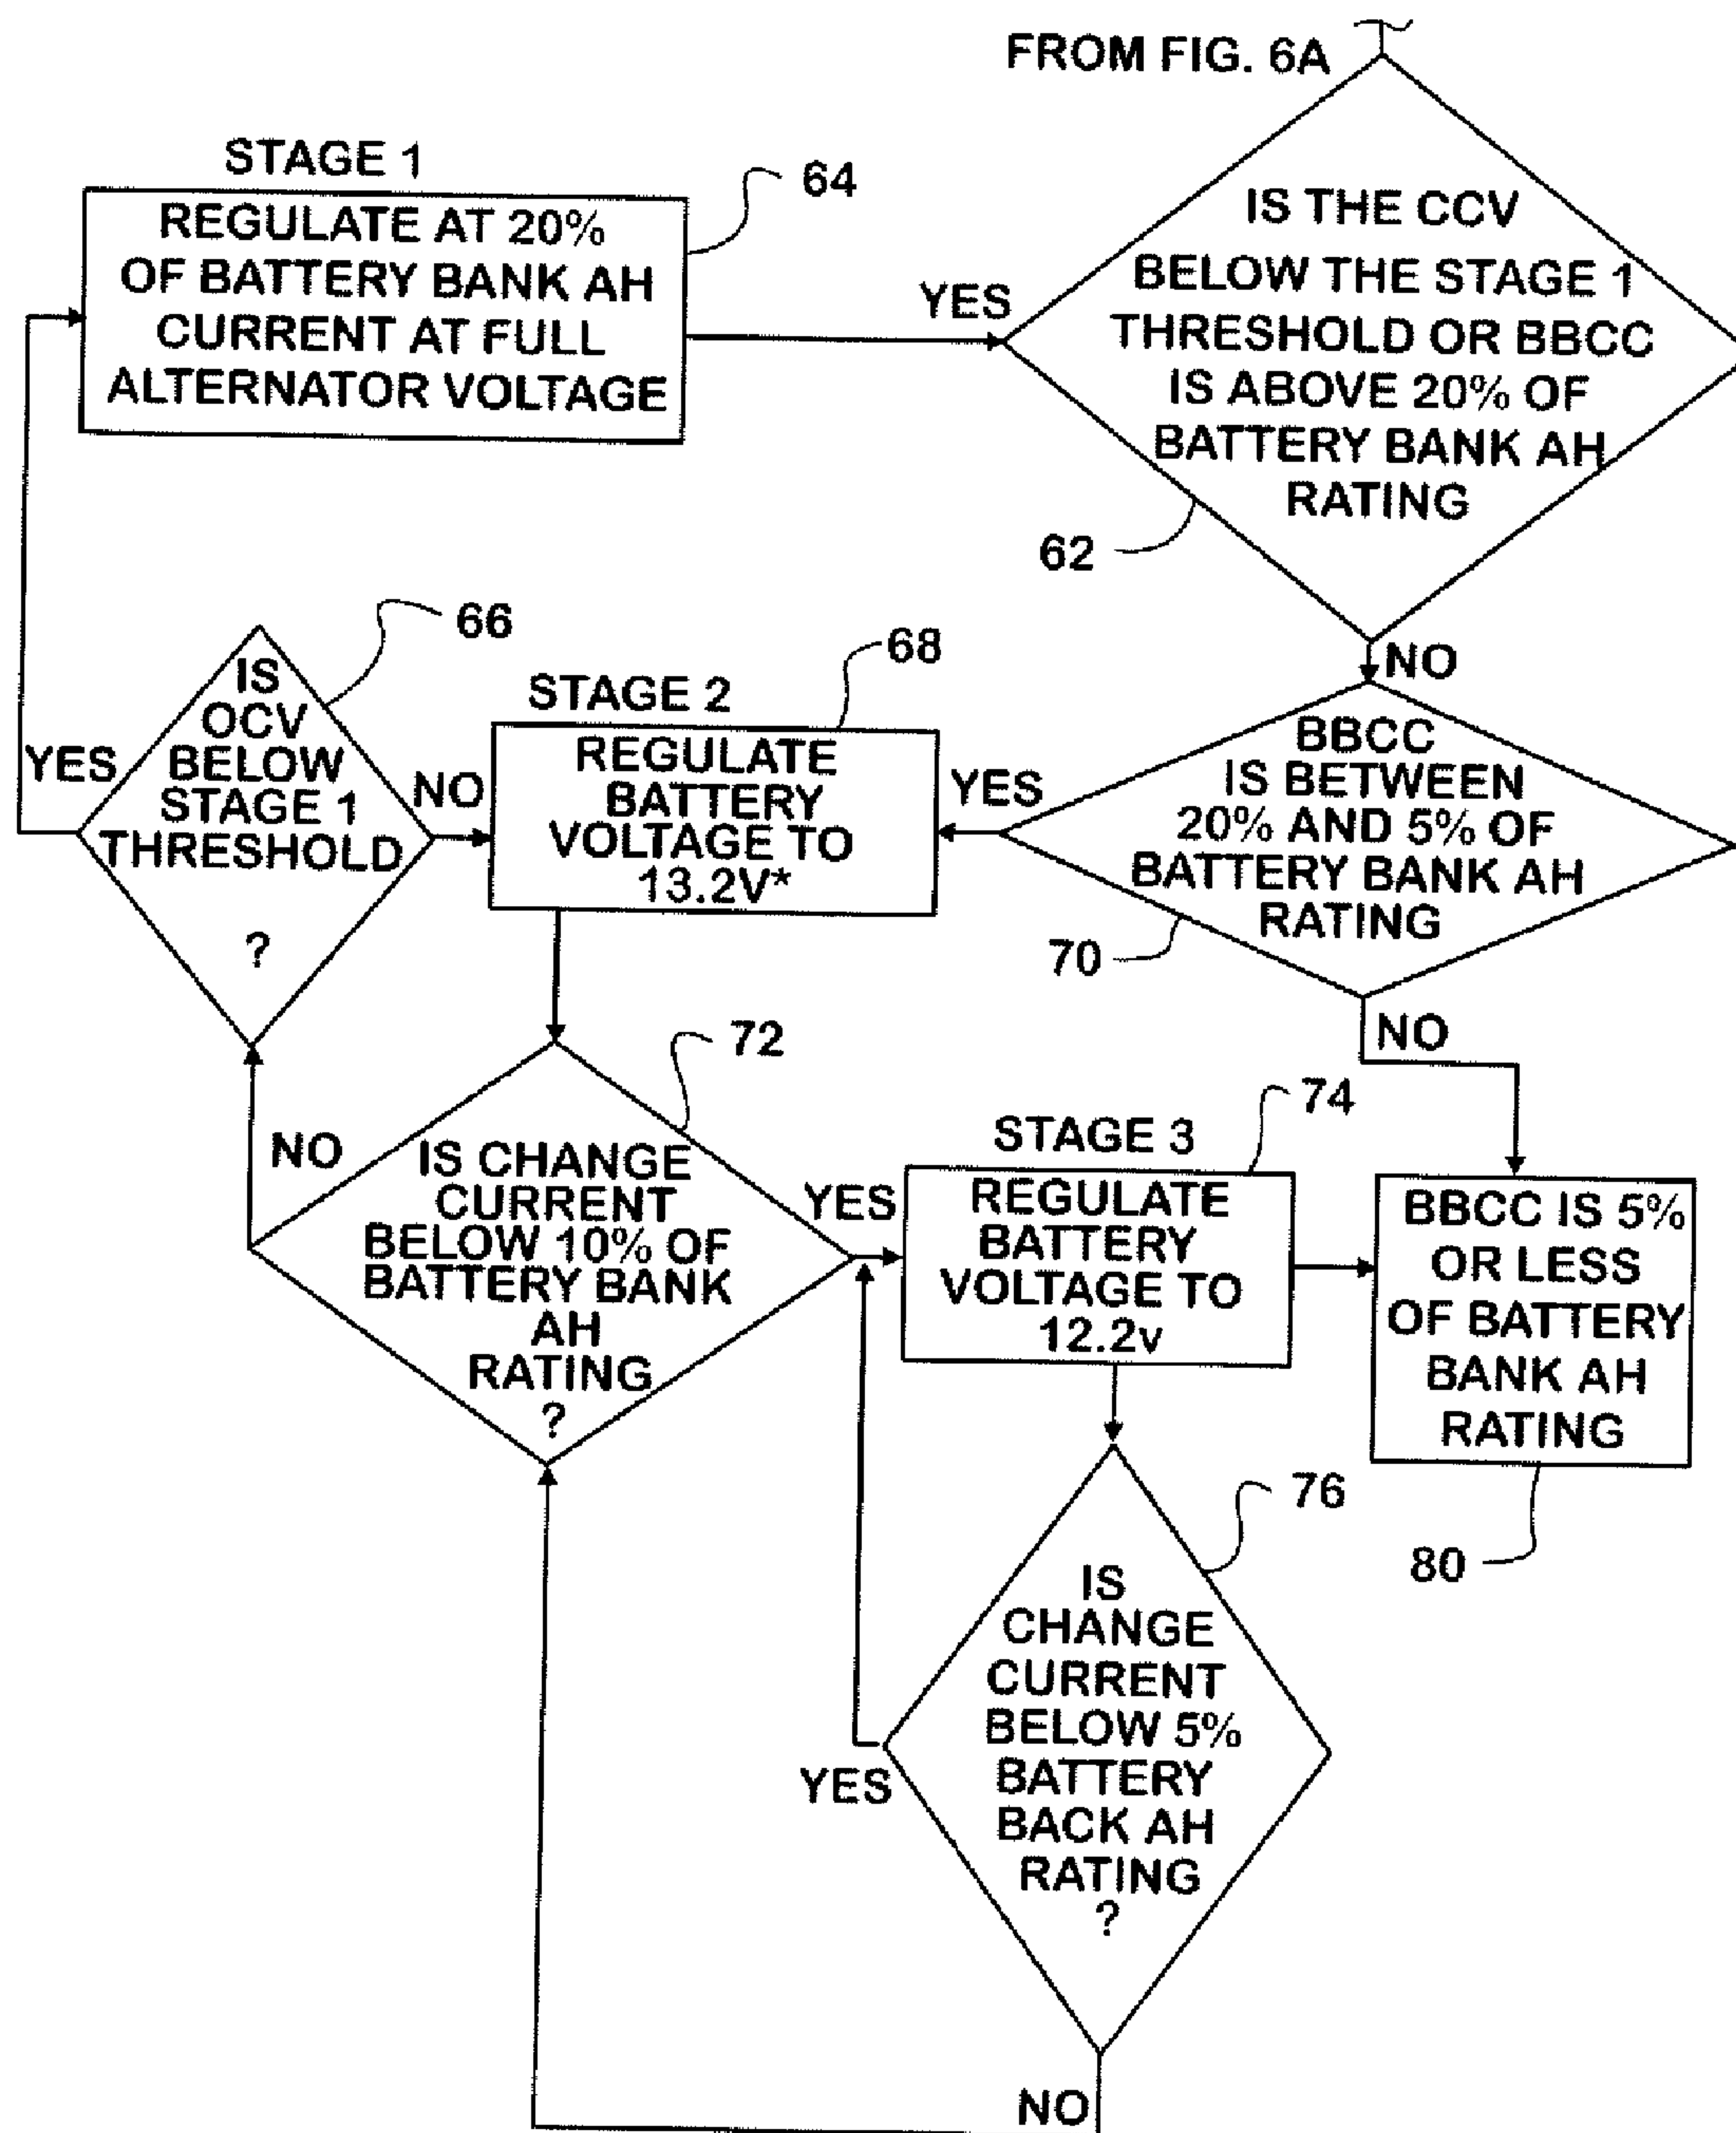 FROM FIG. 6A
STAGE 1
64
REGULATE AT 20%
OF BATTERY BANK AH
CURRENT AT FULL
ALTERNATOR VOLTAGE
YES
IS THE CCV
BELOW THE STAGE 1
THRESHOLD OR BBCC
IS ABOVE 20% OF
BATTERY BANK AH
RATING
62
NO
66
IS
OCV
BELOW
STAGE 1
THRESHOLD
?
YES
NO
68
STAGE 2
REGULATE
BATTERY
VOLTAGE TO
13.2V*
YES
BBCC
IS BETWEEN
20% AND 5% OF
BATTERY BANK AH
RATING
70
NO
72
NO
IS CHANGE
CURRENT
BELOW 10% OF
BATTERY BANK
AH
RATING
?
YES
74
STAGE 3
REGULATE
BATTERY
VOLTAGE TO
12.2v
BBCC IS 5%
OR LESS
OF BATTERY
BANK AH
RATING
80
76
IS
CHANGE
CURRENT
BELOW 5%
BATTERY
BACK AH
RATING
?
YES
NO